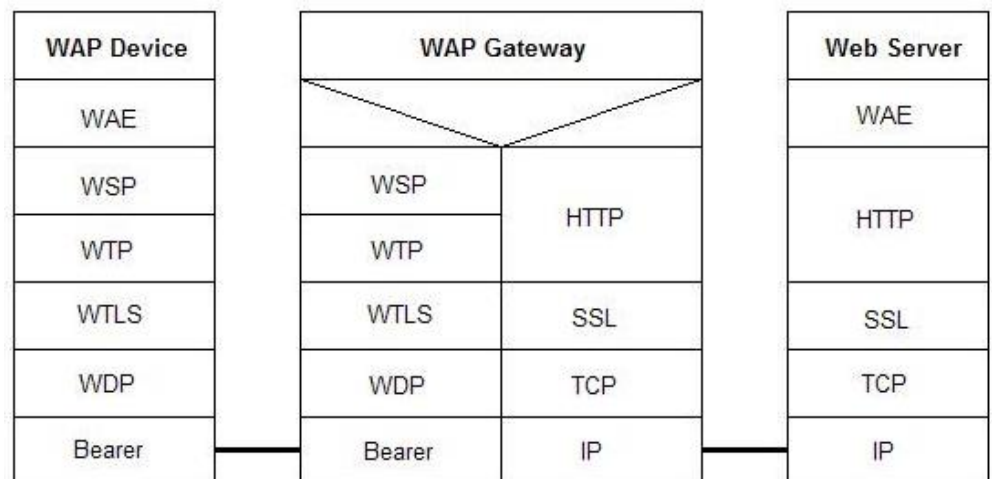 WAP Device
WAP Gateway
Web Server
WAE
WAE
WSP
WSP
HTTP
HTTP
WTP
WTP
WTLS
WTLS
SSL
SSL
WDP
WDP
TCP
TCP
Bearer
Bearer
IP
IP